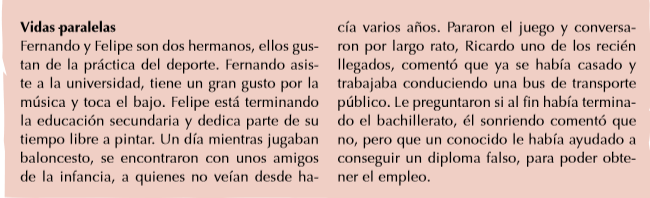 Vidas paralelas
Fernando y Felipe son dos hermanos, ellos gus-
tan de la práctica del deporte. Fernando asis-
te a la universidad, tiene un gran gusto por la
música y toca el bajo. Felipe está terminando
la educación secundaria y dedica parte de su
tiempo libre a pintar. Un día mientras jugaban
baloncesto, se encontraron con unos amigos
de la infancia, a quienes no veían desde ha-
cía varios años. Pararon el juego y conversa-
ron por largo rato, Ricardo uno de los recién
llegados, comentó que ya se había casado y
trabajaba conduciendo una bus de transporte
público. Le preguntaron si al fin había termina-
do el bachillerato, él sonriendo comentó que
no, pero que un conocido le había ayudado a
conseguir un diploma falso, para poder obte-
ner el empleo.